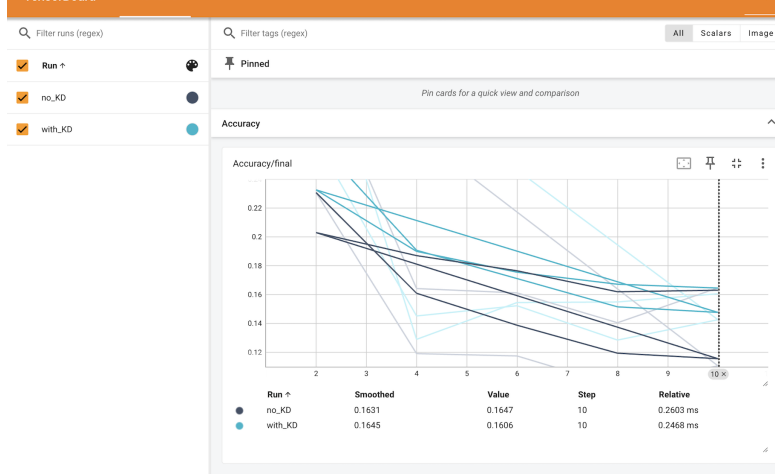 Filter runs (regex)
Filter tags (regex)
All Scalars Image
Run ↑
Pinned
no_KD
Pin cards for a quick view and comparison
with_KD
Accuracy
Accuracy/final
0.22
0.2
0.18
0.16
0.14
0.12
2 3 4 5 6 7 8 9 10 ×
Run ↑ Smoothed Value Step Relative
no_KD 0.1631 0.1647 10 0.2603 ms
with_KD 0.1645 0.1606 10 0.2468 ms